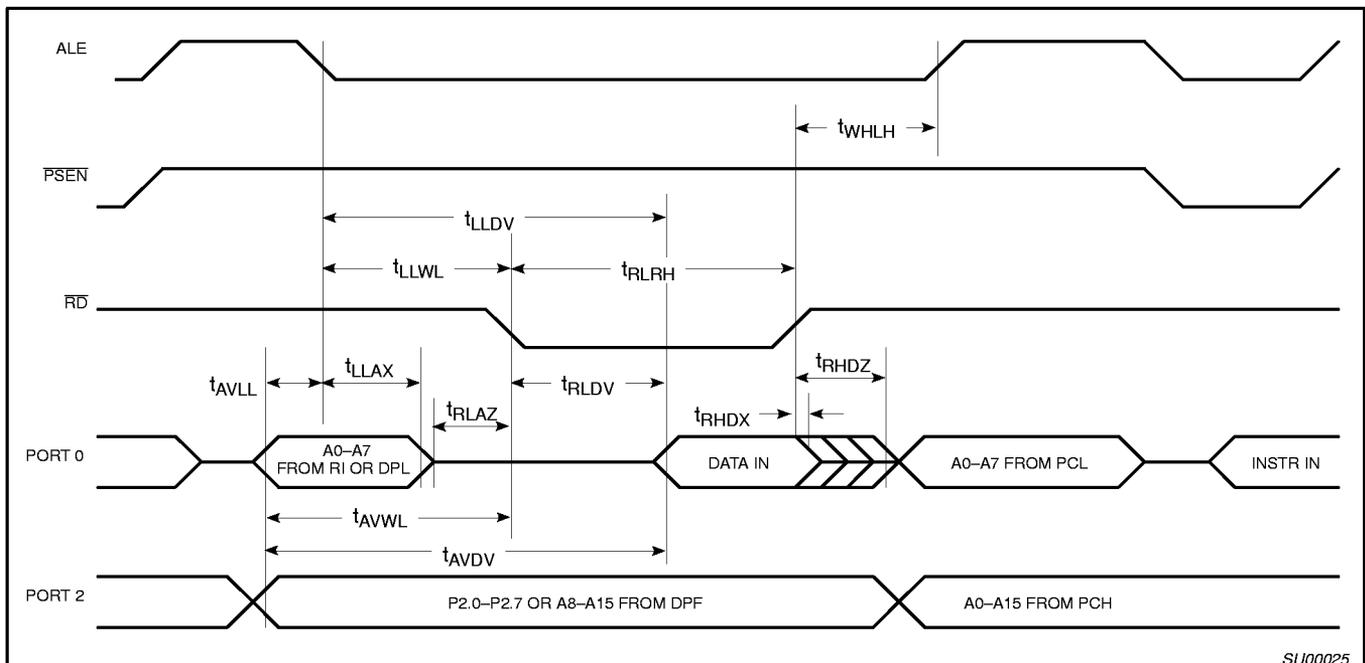 ALE
tWHLH
PSEN
tLLDV
tLLWL
tRLRH
RD
tAVLL
tLLAX
tRLDV
tRHDZ
tRLAZ
tRHDX
PORT 0
A0–A7
FROM RI OR DPL
DATA IN
A0–A7 FROM PCL
INSTR IN
tAVWL
tAVDV
PORT 2
P2.0–P2.7 OR A8–A15 FROM DPF
A0–A15 FROM PCH
SU00025